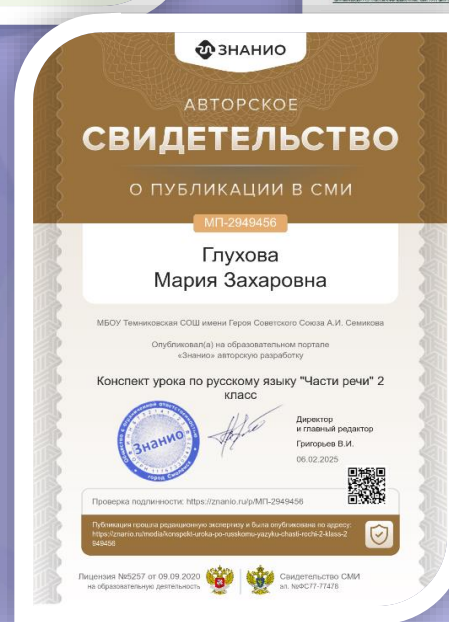 ЗНАНИО
АВТОРСКОЕ
СВИДЕТЕЛЬСТВО
О ПУБЛИКАЦИИ В СМИ
МП-2949456
Глухова
Мария Захаровна
МБОУ Темниковская СОШ имени Героя Советского Союза А.И. Семикова
Опубликовал(а) на образовательном портале
«Знанио» авторскую разработку
Конспект урока по русскому языку "Части речи" 2
класс
Знанио
Директор
и главный редактор
Григорьев В.И.
06.02.2025
Проверка подлинности: https://znanio.ru/p/МП-2949456
Публикация прошла редакционную экспертизу и была опубликована по адресу:
https://znanio.ru/media/konspekt-uroka-po-russkomu-yazyku-chasti-rechi-2-klass-2
949456
Лицензия №5257 от 09.09.2020
на образовательную деятельность
Свидетельство СМИ
эл. №ФС77-77478